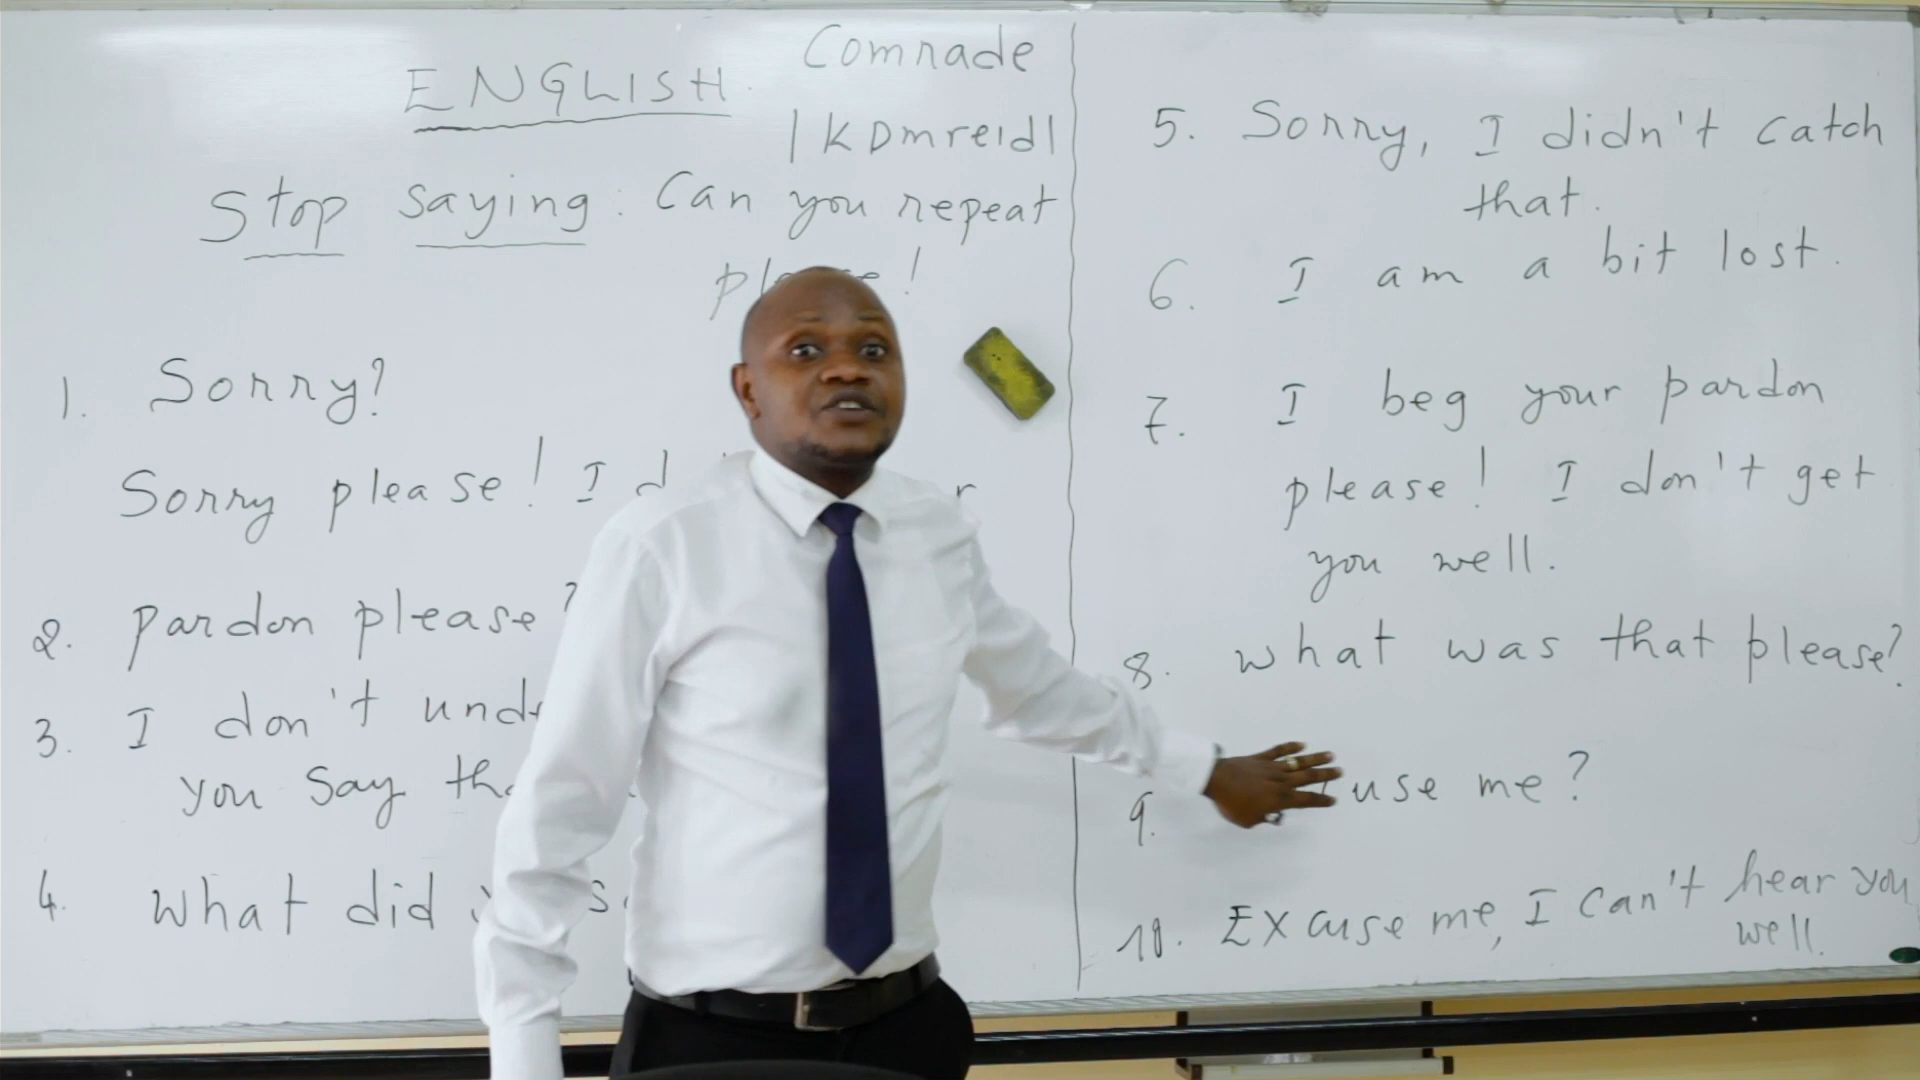 ENGLISH.
Comrade
|KDmreId|
Stop saying: Can you repeat
!
1. Sorry?
Sorry please! I
2. Pardon please?
3. I don't
you say
4. What did
5. Sorry, I didn't catch
that.
6. I am a bit lost.
7. I beg your pardon
please! I don't get
you well.
8. What was that please?
9. me?
10. Excuse me, I can't hear you
well.